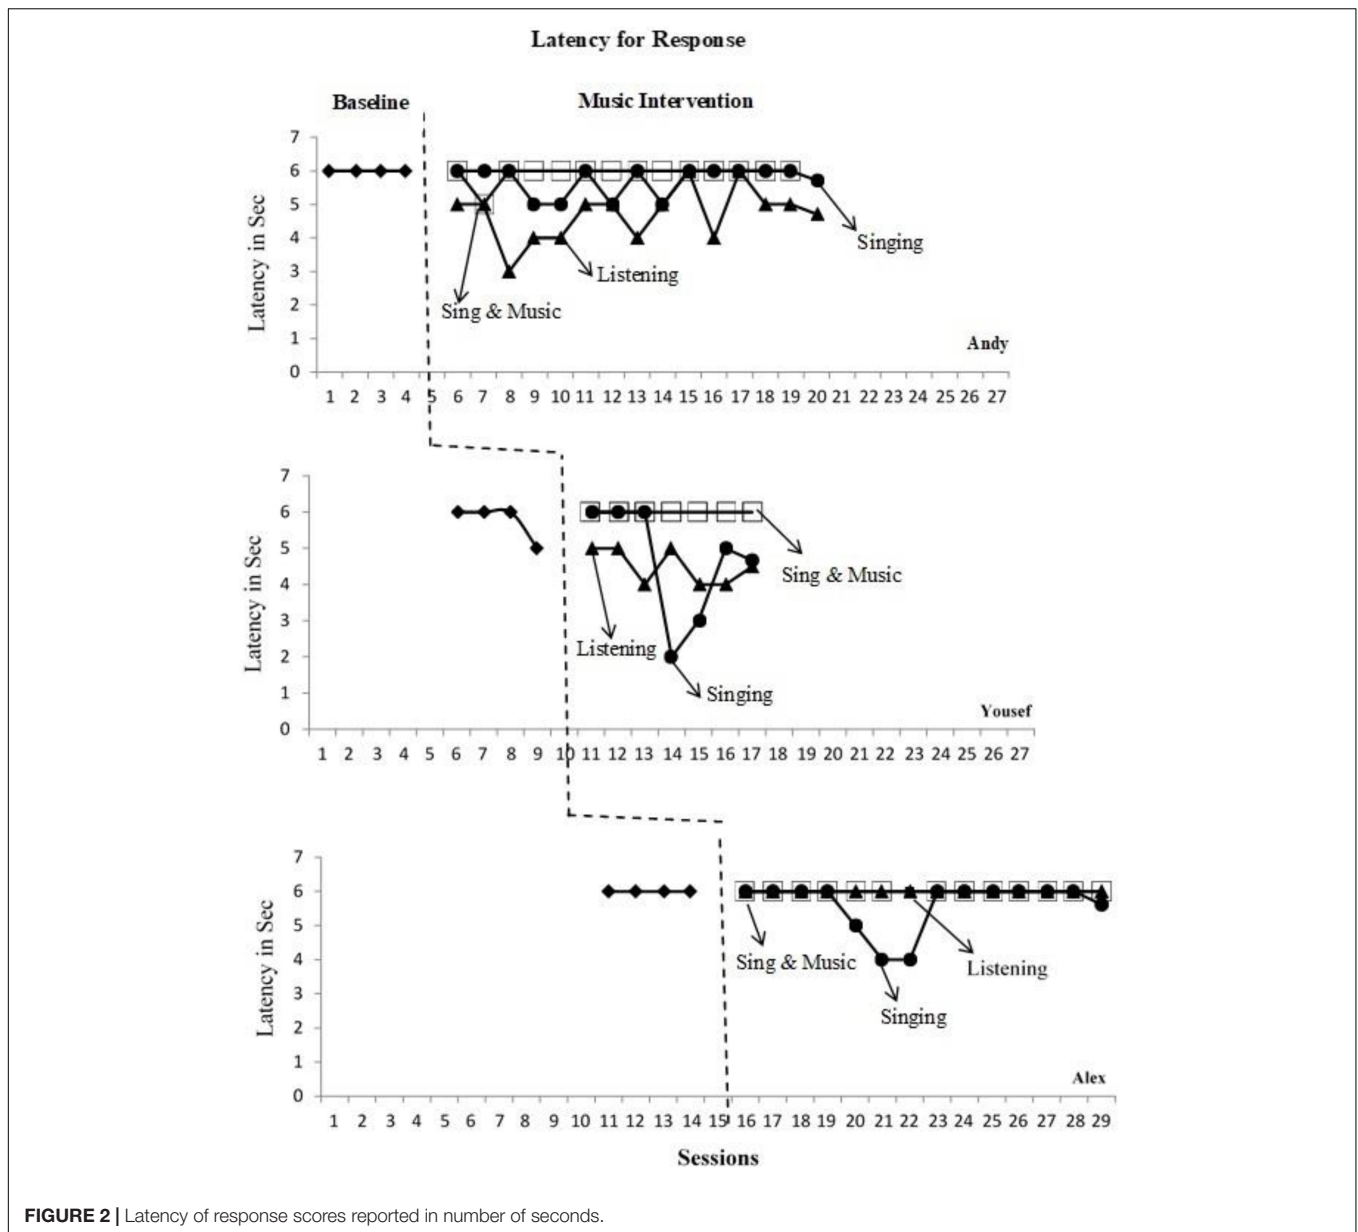 Latency for Response
Baseline
Music Intervention
Latency in Sec
7
6
5
4
3
2
1
0
Singing
Listening
Sing & Music
Andy
1 2 3 4 5 6 7 8 9 10 11 12 13 14 15 16 17 18 19 20 21 22 23 24 25 26 27
Latency in Sec
7
6
5
4
3
2
1
0
Sing & Music
Listening
Singing
Yousef
1 2 3 4 5 6 7 8 9 10 11 12 13 14 15 16 17 18 19 20 21 22 23 24 25 26 27
Latency in Sec
7
6
5
4
3
2
1
0
Sing & Music
Listening
Singing
Alex
1 2 3 4 5 6 7 8 9 10 11 12 13 14 15 16 17 18 19 20 21 22 23 24 25 26 27 28 29
Sessions
FIGURE 2 | Latency of response scores reported in number of seconds.